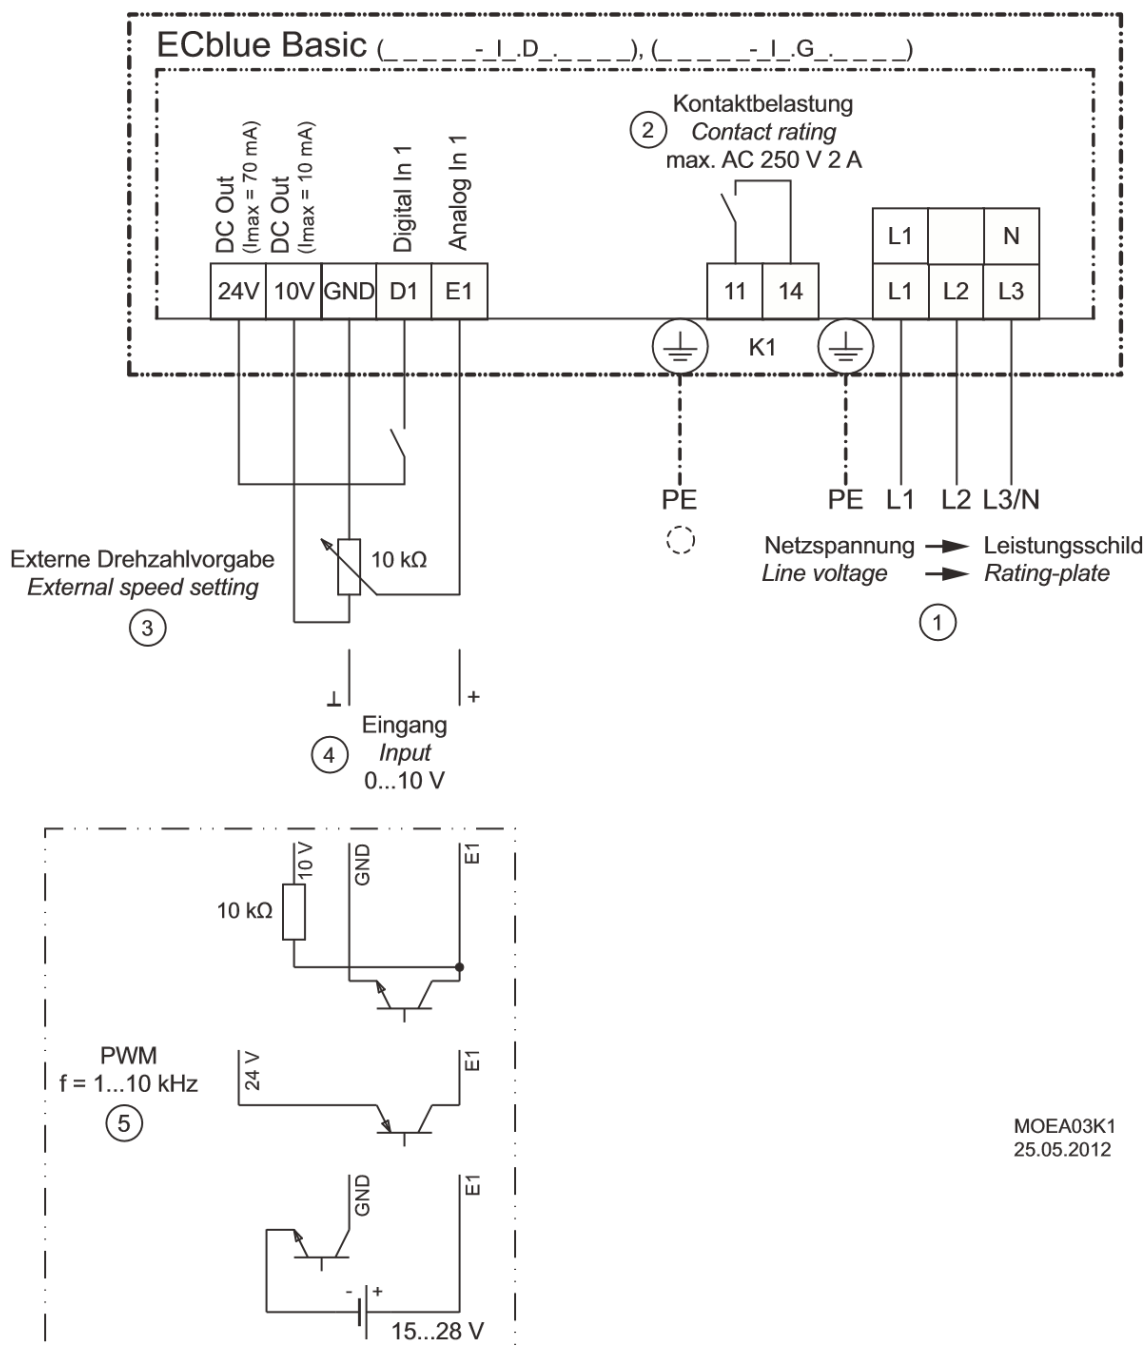 ECblue Basic (_ _ _ _ _-_I_.D_._ _ _ _), (_ _ _ _ _-_I_.G_._ _ _ _)
Kontaktbelastung
2
Contact rating
max. AC 250 V 2 A
DC Out
(Imax = 70 mA)
DC Out
(Imax = 10 mA)
Digital In 1
Analog In 1
L1
N
24V
10V
GND
D1
E1
11
14
L1
L2
L3
K1
PE
PE
L1
L2
L3/N
Externe Drehzahlvorgabe
External speed setting
3
10 kΩ
Netzspannung
Leistungsschild
Line voltage
Rating-plate
1
⊥
+
Eingang
4
Input
0...10 V
10 V
GND
E1
10 kΩ
PWM
f = 1...10 kHz
5
24 V
E1
GND
E1
- +
15...28 V
MOEA03K1
25.05.2012